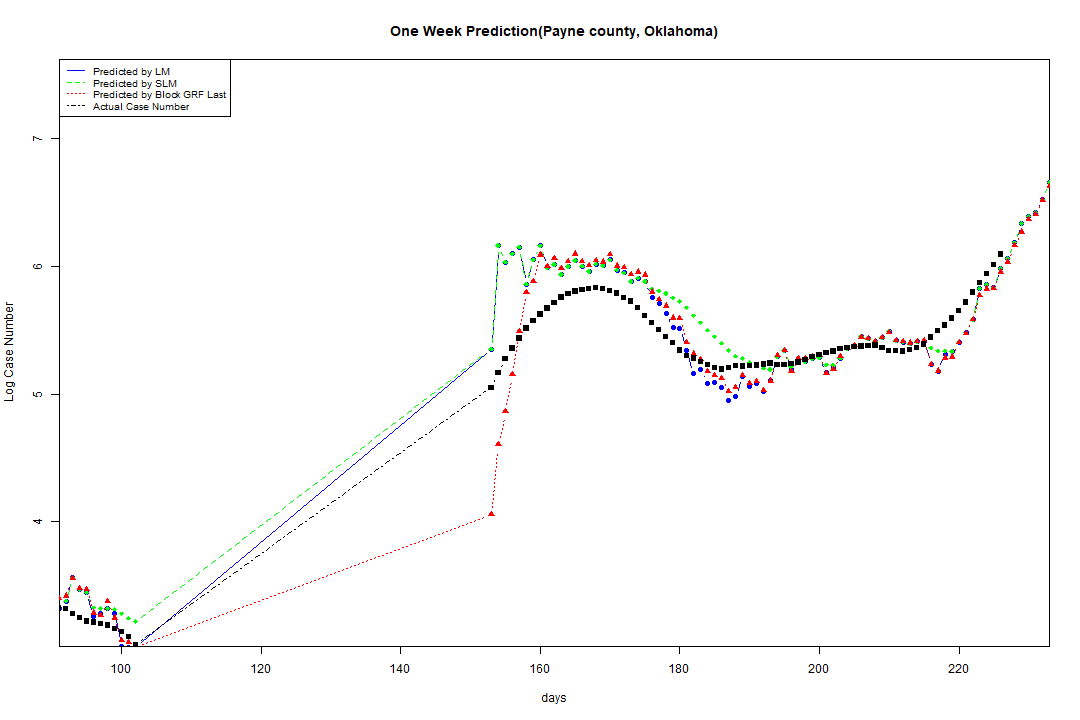 One Week Prediction(Payne county, Oklahoma)
Predicted by LM
Predicted by SLM
Predicted by Block GRF Last
Actual Case Number
7
6
5
4
Log Case Number
100 120 140 160 180 200 220
days